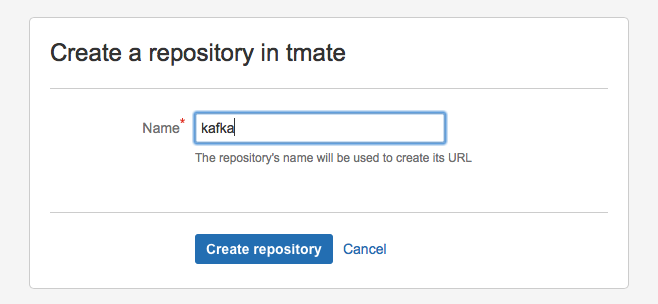 Create a repository in tmate
Name* kafka
The repository's name will be used to create its URL
Create repository Cancel